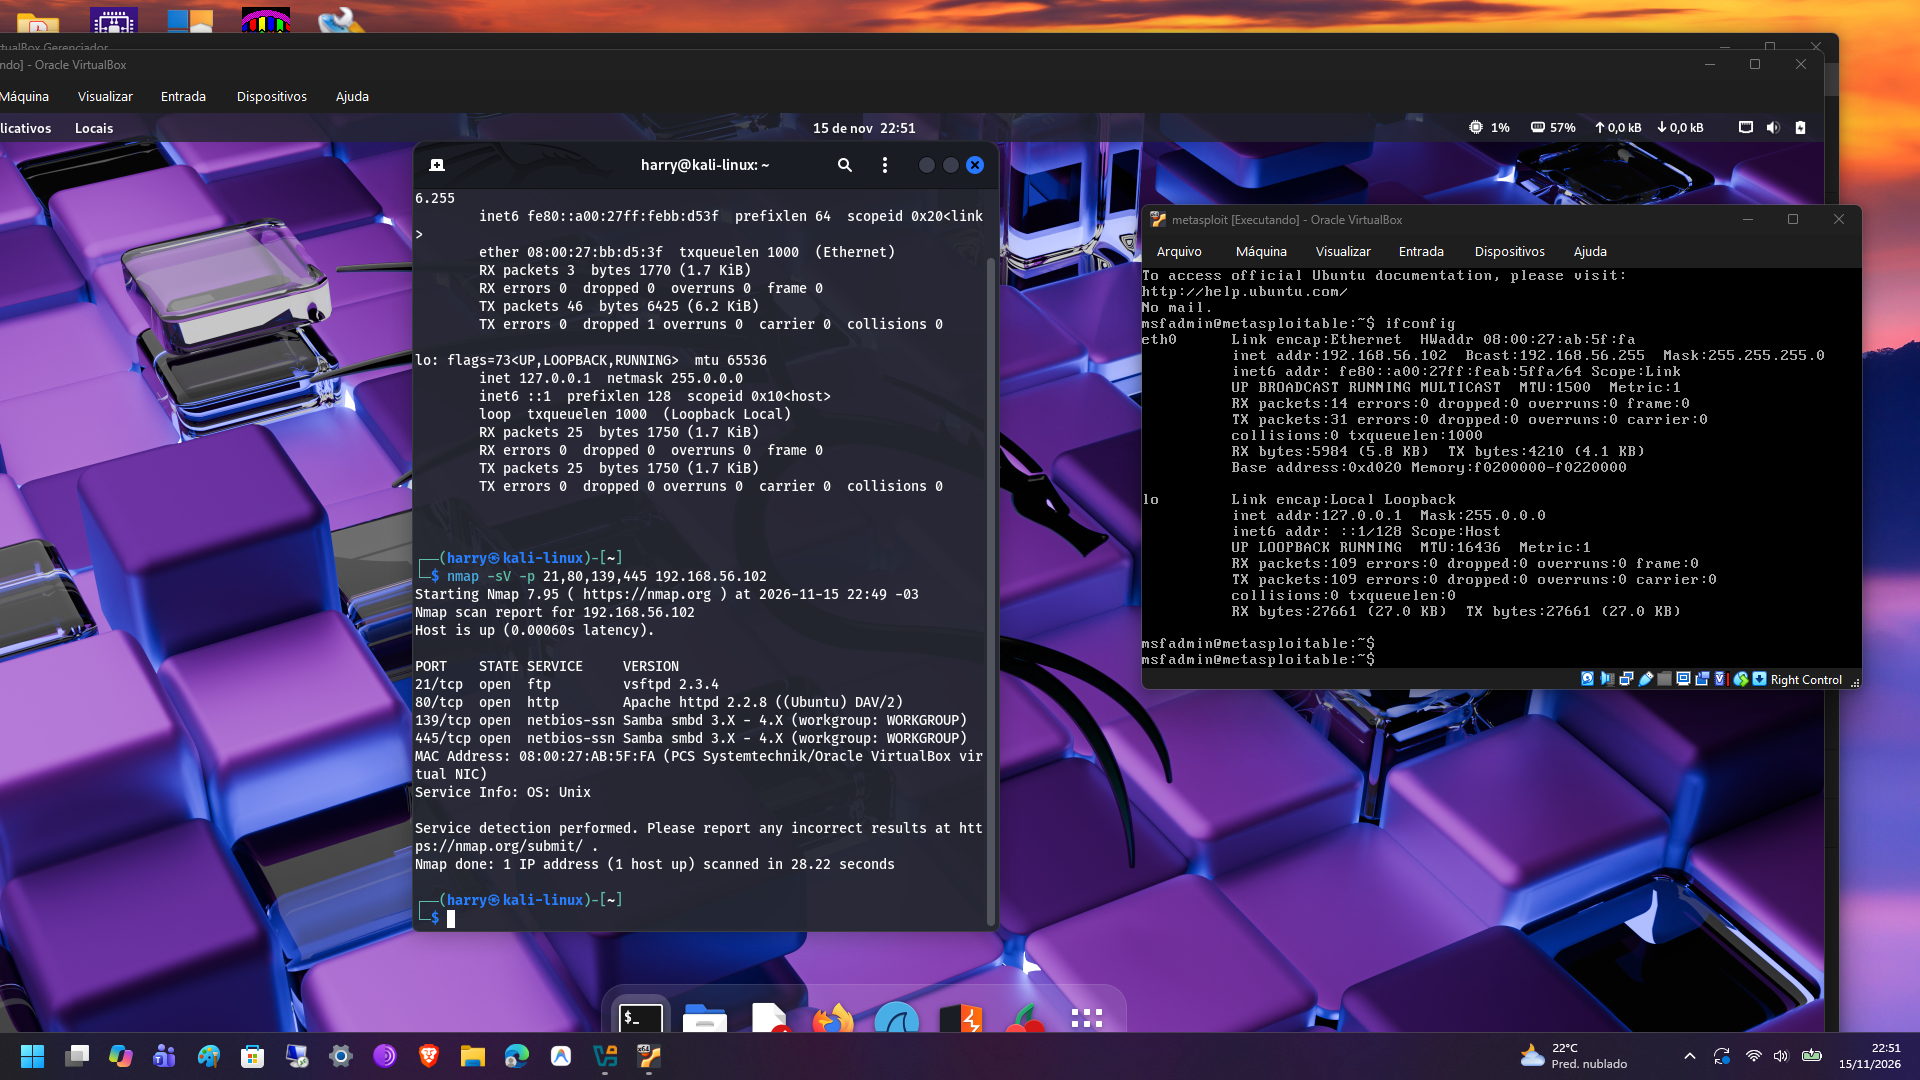 tualBox Gerenciador
ndo] - Oracle VirtualBox
Máquina Visualizar Entrada Dispositivos Ajuda
licativos Locais
15 de nov 22:51
1% 57% 0,0 kB 0,0 kB
harry@kali-linux: ~
6.255
inet6 fe80::a00:27ff:febb:d53f prefixlen 64 scopeid 0x20<link
>
ether 08:00:27:bb:d5:3f txqueuelen 1000 (Ethernet)
RX packets 3 bytes 1770 (1.7 KiB)
RX errors 0 dropped 0 overruns 0 frame 0
TX packets 46 bytes 6425 (6.2 KiB)
TX errors 0 dropped 1 overruns 0 carrier 0 collisions 0
lo: flags=73<UP,LOOPBACK,RUNNING> mtu 65536
inet 127.0.0.1 netmask 255.0.0.0
inet6 ::1 prefixlen 128 scopeid 0x10<host>
loop txqueuelen 1000 (Loopback Local)
RX packets 25 bytes 1750 (1.7 KiB)
RX errors 0 dropped 0 overruns 0 frame 0
TX packets 25 bytes 1750 (1.7 KiB)
TX errors 0 dropped 0 overruns 0 carrier 0 collisions 0
(harry㉿kali-linux)-[~]
$ nmap -sV -p 21,80,139,445 192.168.56.102
Starting Nmap 7.95 ( https://nmap.org ) at 2026-11-15 22:49 -03
Nmap scan report for 192.168.56.102
Host is up (0.00060s latency).
PORT STATE SERVICE VERSION
21/tcp open ftp vsftpd 2.3.4
80/tcp open http Apache httpd 2.2.8 ((Ubuntu) DAV/2)
139/tcp open netbios-ssn Samba smbd 3.X - 4.X (workgroup: WORKGROUP)
445/tcp open netbios-ssn Samba smbd 3.X - 4.X (workgroup: WORKGROUP)
MAC Address: 08:00:27:AB:5F:FA (PCS Systemtechnik/Oracle VirtualBox vir
tual NIC)
Service Info: OS: Unix
Service detection performed. Please report any incorrect results at htt
ps://nmap.org/submit/ .
Nmap done: 1 IP address (1 host up) scanned in 28.22 seconds
(harry㉿kali-linux)-[~]
$
metasploit [Executando] - Oracle VirtualBox
Arquivo Máquina Visualizar Entrada Dispositivos Ajuda
To access official Ubuntu documentation, please visit:
http://help.ubuntu.com/
No mail.
msfadmin@metasploitable:~$ ifconfig
eth0 Link encap:Ethernet HWaddr 08:00:27:ab:5f:fa
inet addr:192.168.56.102 Bcast:192.168.56.255 Mask:255.255.255.0
inet6 addr: fe80::a00:27ff:feab:5ffa/64 Scope:Link
UP BROADCAST RUNNING MULTICAST MTU:1500 Metric:1
RX packets:14 errors:0 dropped:0 overruns:0 frame:0
TX packets:31 errors:0 dropped:0 overruns:0 carrier:0
collisions:0 txqueuelen:1000
RX bytes:5984 (5.8 KB) TX bytes:4210 (4.1 KB)
Base address:0xd020 Memory:f0200000-f0220000
lo Link encap:Local Loopback
inet addr:127.0.0.1 Mask:255.0.0.0
inet6 addr: ::1/128 Scope:Host
UP LOOPBACK RUNNING MTU:16436 Metric:1
RX packets:109 errors:0 dropped:0 overruns:0 frame:0
TX packets:109 errors:0 dropped:0 overruns:0 carrier:0
collisions:0 txqueuelen:0
RX bytes:27661 (27.0 KB) TX bytes:27661 (27.0 KB)
msfadmin@metasploitable:~$
msfadmin@metasploitable:~$
Right Control
22°C
Pred. nublado
22:51
15/11/2026